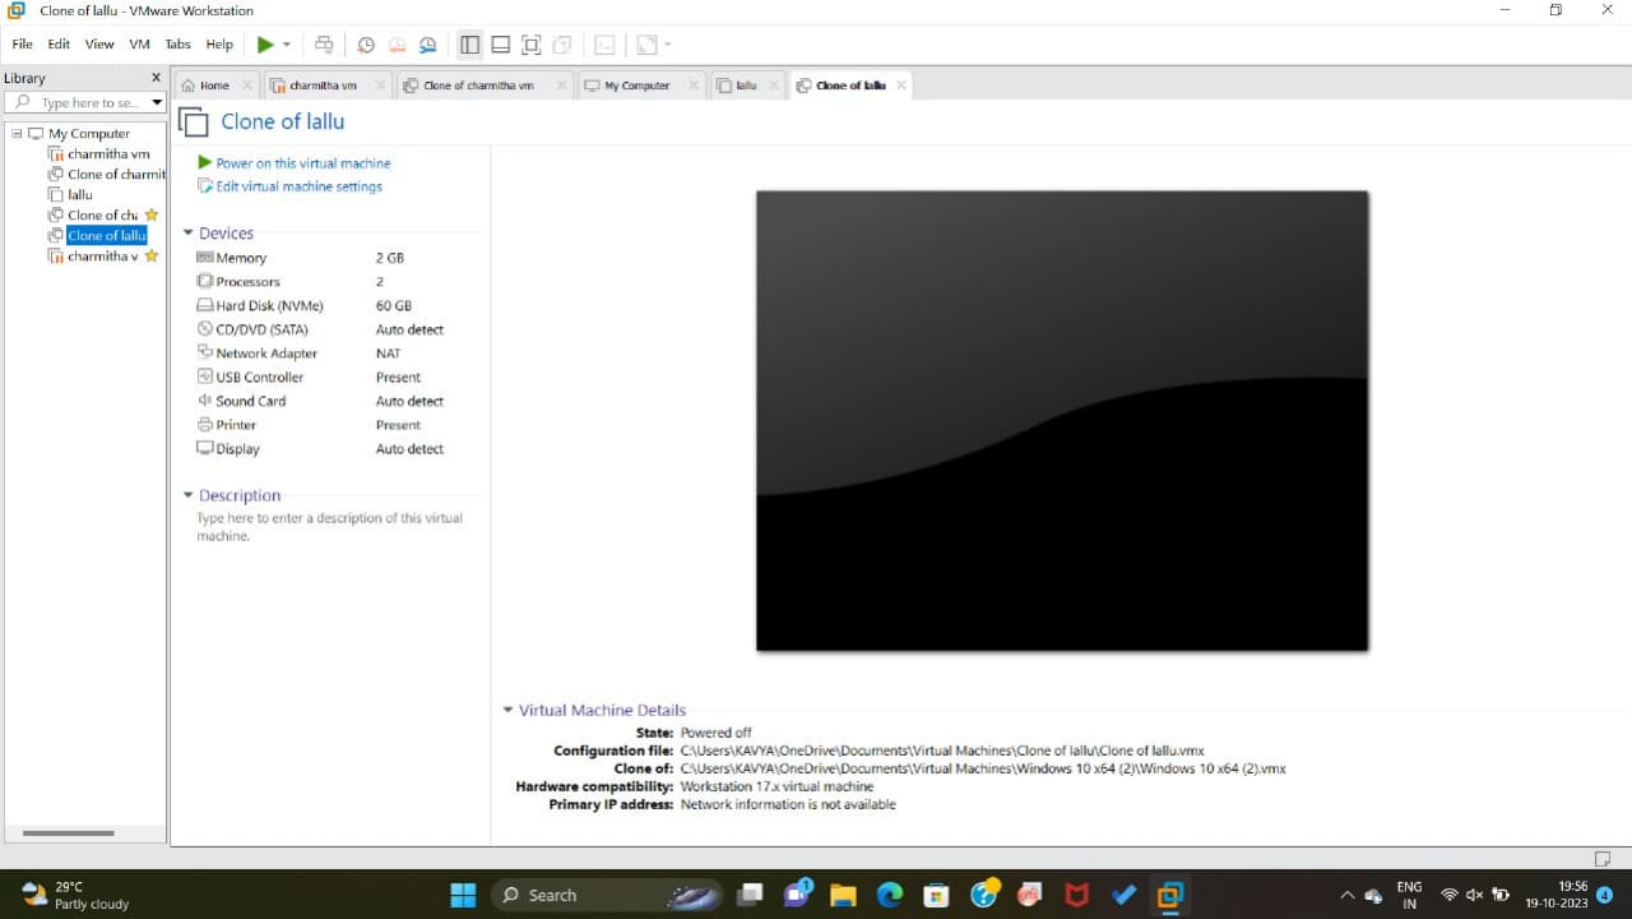 Clone of lallu - VMware Workstation
File Edit View VM Tabs Help
Library
Type here to se...
My Computer
charmitha vm
Clone of charmit
lallu
Clone of cha
Clone of lallu
charmitha v
Home
charmitha vm
Clone of charmitha vm
My Computer
lallu
Clone of lallu
Clone of lallu
Power on this virtual machine
Edit virtual machine settings
Devices
Memory 2 GB
Processors 2
Hard Disk (NVMe) 60 GB
CD/DVD (SATA) Auto detect
Network Adapter NAT
USB Controller Present
Sound Card Auto detect
Printer Present
Display Auto detect
Description
Type here to enter a description of this virtual
machine.
Virtual Machine Details
State: Powered off
Configuration file: C:\Users\KAVYA\OneDrive\Documents\Virtual Machines\Clone of lallu\Clone of lallu.vmx
Clone of: C:\Users\KAVYA\OneDrive\Documents\Virtual Machines\Windows 10 x64 (2)\Windows 10 x64 (2).vmx
Hardware compatibility: Workstation 17.x virtual machine
Primary IP address: Network information is not available
29°C
Partly cloudy
Search
1
ENG
IN
19:56
19-10-2023
4